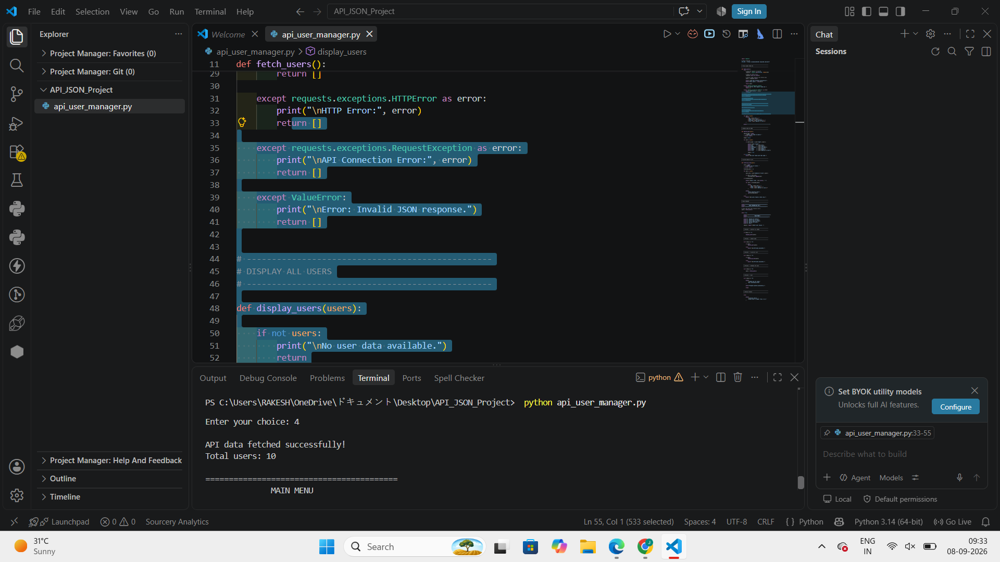 File Edit Selection View Go Run Terminal Help
API_JSON_Project
Sign In
Explorer
Project Manager: Favorites (0)
Project Manager: Git (0)
API_JSON_Project
api_user_manager.py
Project Manager: Help And Feedback
Outline
Timeline
Welcome
api_user_manager.py
api_user_manager.py > display_users
11 def fetch_users():
29 return []
30
31 except requests.exceptions.HTTPError as error:
32 print("\nHTTP Error:", error)
33 return []
34
35 except requests.exceptions.RequestException as error:
36 print("\nAPI Connection Error:", error)
37 return []
38
39 except ValueError:
40 print("\nError: Invalid JSON response.")
41 return []
42
43
44 # -------------------------------------------------
45 # DISPLAY ALL USERS
46 # -------------------------------------------------
47
48 def display_users(users):
49
50 if not users:
51 print("\nNo user data available.")
52 return
Output Debug Console Problems Terminal Ports Spell Checker
python
PS C:\Users\RAKESH\OneDrive\ドキュメント\Desktop\API_JSON_Project> python api_user_manager.py
Enter your choice: 4
API data fetched successfully!
Total users: 10
=========================================
MAIN MENU
Chat
Sessions
Set BYOK utility models
Unlocks full AI features.
Configure
api_user_manager.py:33-55
Describe what to build
Agent Models
Local Default permissions
Launchpad 0 0 Sourcery Analytics
Ln 55, Col 1 (533 selected) Spaces: 4 UTF-8 CRLF { } Python Python 3.14 (64-bit) Go Live
31°C
Sunny
Search
ENG
IN
09:33
08-09-2026